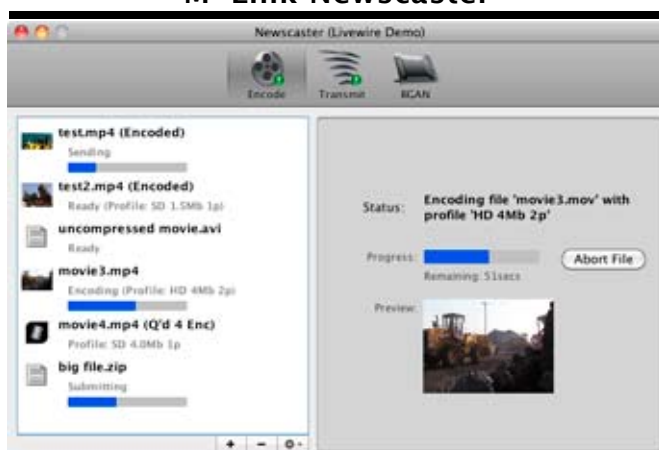 M-Link Newscaster
Newscaster (Livewire Demo)
Encode Transmit BGAN
test.mp4 (Encoded)
Sending
test2.mp4 (Encoded)
Ready (Profile: SD 1.5Mb 1p)
uncompressed movie.avi
Ready
movie3.mp4
Encoding (Profile: HD 4Mb 2p)
movie4.mp4 (Q'd 4 Enc)
Profile: SD 4.0Mb 1p
big file.zip
Submitting
Status: Encoding file 'movie3.mov' with
profile 'HD 4Mb 2p'
Progress:
Abort File
Remaining: 51secs
Preview: